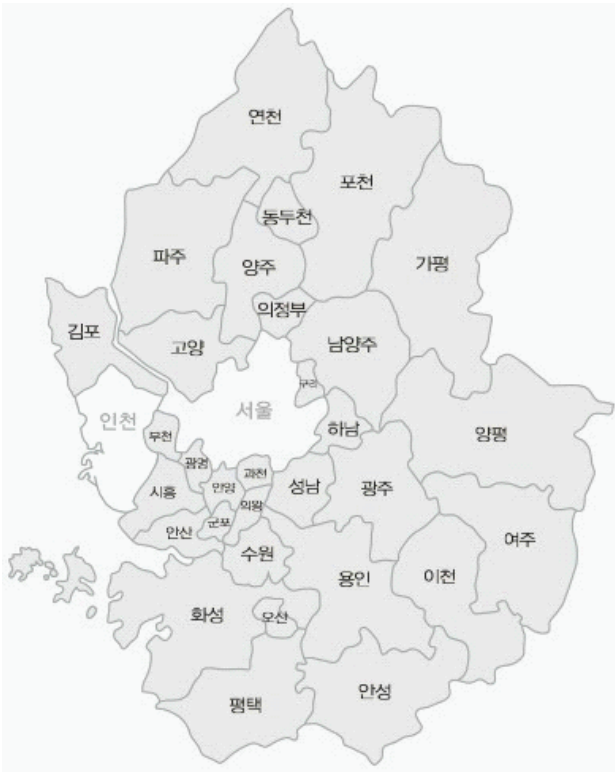 연천
포천
동두천
파주
양주
가평
의정부
김포
고양
남양주
구리
서울
인천
하남
부천
양평
광명
과천
시흥
안양
성남
광주
의왕
군포
안산
여주
수원
용인
이천
화성
오산
안성
평택